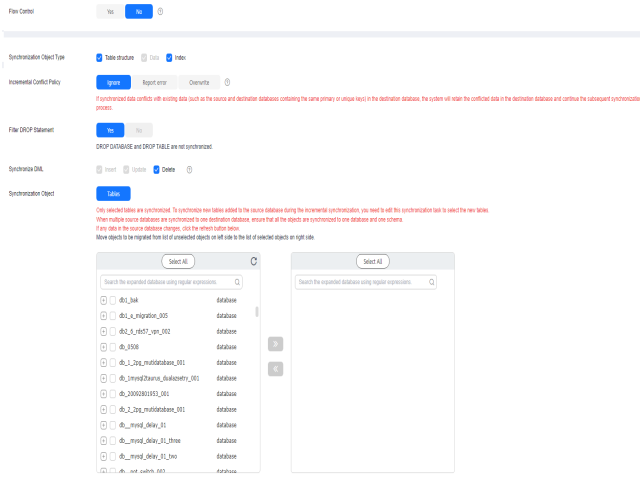 Flow Control Yes No
Synchronization Object Type Table structure Data Index
Incremental Conflict Policy Ignore Report error Overwrite
If synchronized data conflicts with existing data (such as the source and destination databases containing the same primary or unique keys) in the destination database, the system will retain the conflicted data in the destination database and continue the subsequent synchronization
process.
Filter DROP Statement Yes No
DROP DATABASE and DROP TABLE are not synchronized.
Synchronize DML Insert Update Delete
Synchronization Object Tables
Only selected tables are synchronized. To synchronize new tables added to the source database during the incremental synchronization, you need to edit this synchronization task to select the new tables.
When multiple source databases are synchronized to one destination database, ensure that all the objects are synchronized to one database and one schema.
If any data in the source database changes, click the refresh button below.
Move objects to be migrated from list of unselected objects on left side to the list of selected objects on right side.
Select All Select All
Search the expanded database using regular expressions. Search the expanded database using regular expressions.
db1_bak database
db1_e_migration_005 database
db2_6_rds57_vpn_002 database
db_0508 database
db_1_2pg_mutidatabase_001 database
db_1mysql2taurus_dualazsetry_001 database
db_20092801953_001 database
db_2_2pg_mutidatabase_001 database
db__mysql_delay_01 database
db__mysql_delay_01_three database
db__mysql_delay_01_two database
db__not_switch_002 database